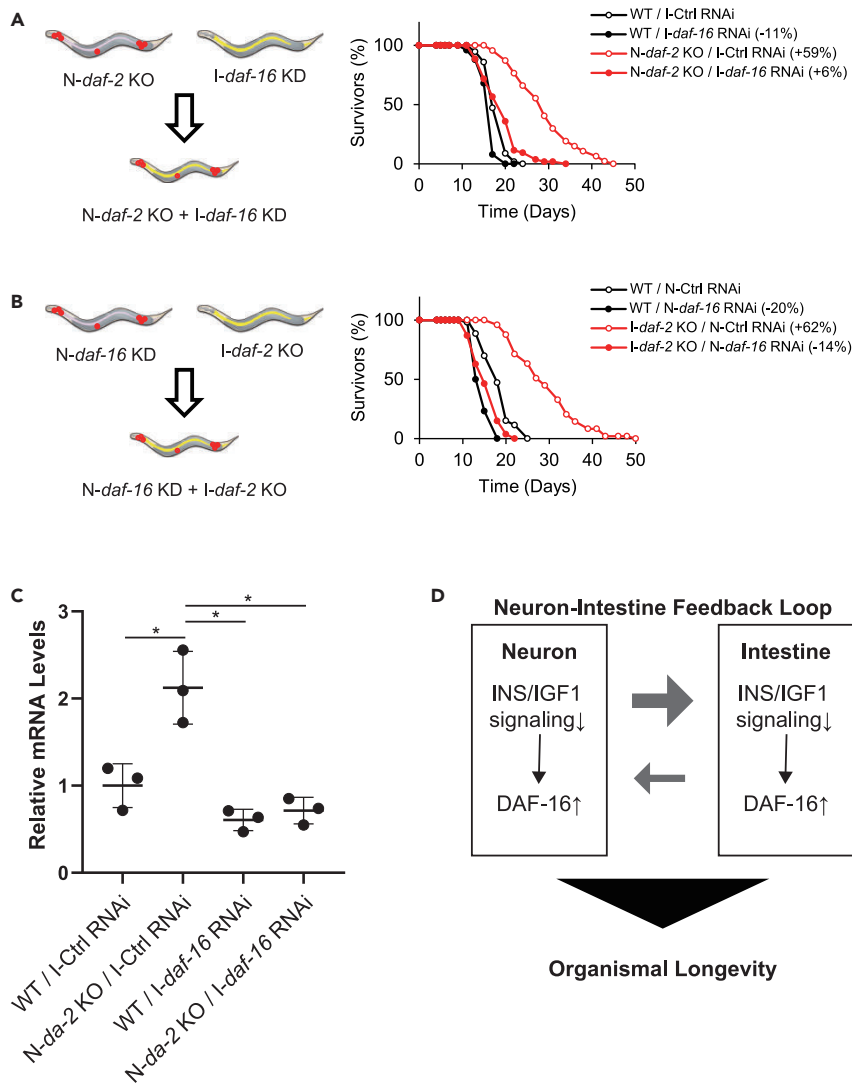 A
N-daf-2 KO
I-daf-16 KD
N-daf-2 KO + I-daf-16 KD
Survivors (%)
100
50
0
0
10
20
30
40
50
Time (Days)
WT / I-Ctrl RNAi
WT / I-daf-16 RNAi (-11%)
N-daf-2 KO / I-Ctrl RNAi (+59%)
N-daf-2 KO / I-daf-16 RNAi (+6%)
B
N-daf-16 KD
I-daf-2 KO
N-daf-16 KD + I-daf-2 KO
Survivors (%)
100
50
0
0
10
20
30
40
50
Time (Days)
WT / N-Ctrl RNAi
WT / N-daf-16 RNAi (-20%)
I-daf-2 KO / N-Ctrl RNAi (+62%)
I-daf-2 KO / N-daf-16 RNAi (-14%)
C
Relative mRNA Levels
3
2
1
0
*
*
*
WT / I-Ctrl RNAi
N-da-2 KO / I-Ctrl RNAi
WT / I-daf-16 RNAi
N-da-2 KO / I-daf-16 RNAi
D
Neuron-Intestine Feedback Loop
Neuron
INS/IGF1
signaling↓
DAF-16↑
Intestine
INS/IGF1
signaling↓
DAF-16↑
Organismal Longevity